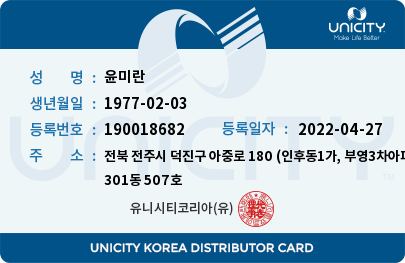 UNICITY
Make Life Better
성 명 : 윤미란
생년월일 : 1977-02-03
등록번호 : 190018682 등록일자 : 2022-04-27
주 소 : 전북 전주시 덕진구 아중로 180 (인후동1가, 부영3차아파
301동 507호
유니시티코리아(유)
UNICITY
UNICITY KOREA DISTRIBUTOR CARD